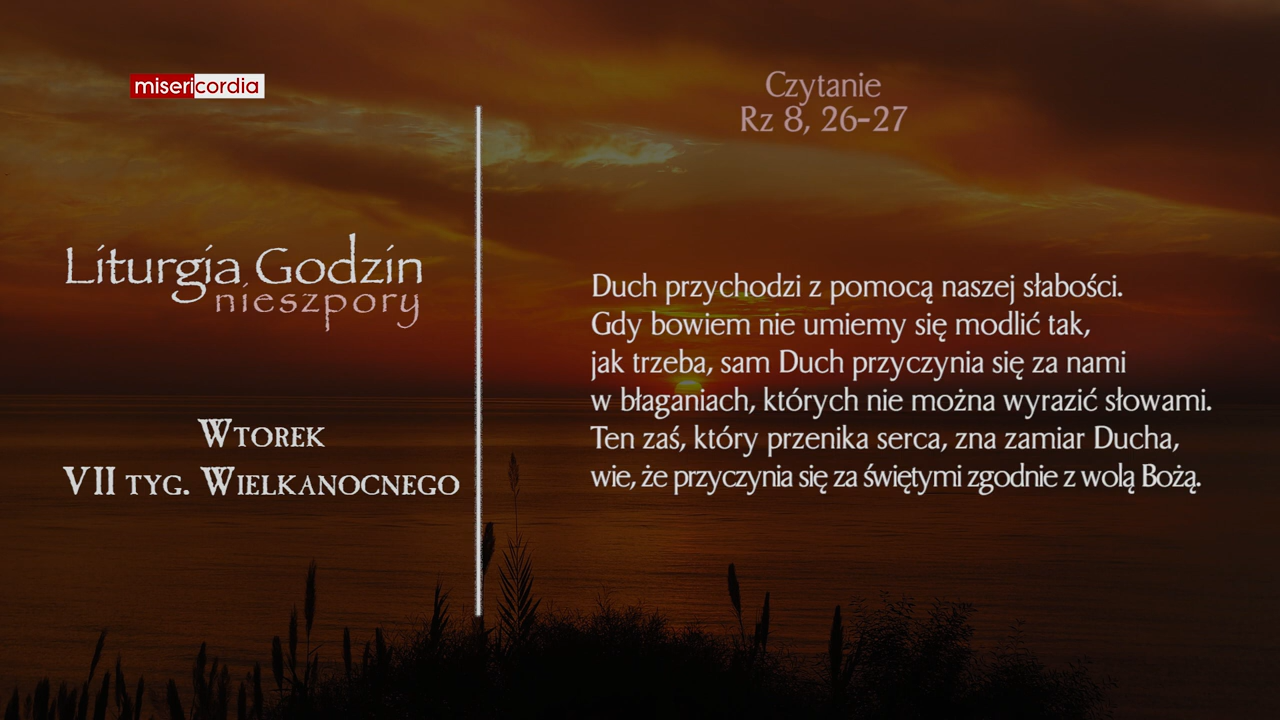 misericordia
Liturgia Godzin
nieszpory
Wtorek
VII tyg. Wielkanocnego
Czytanie
Rz 8, 26-27
Duch przychodzi z pomocą naszej słabości.
Gdy bowiem nie umiemy się modlić tak,
jak trzeba, sam Duch przyczynia się za nami
w błaganiach, których nie można wyrazić słowami.
Ten zaś, który przenika serca, zna zamiar Ducha,
wie, że przyczynia się za świętymi zgodnie z wolą Bożą.